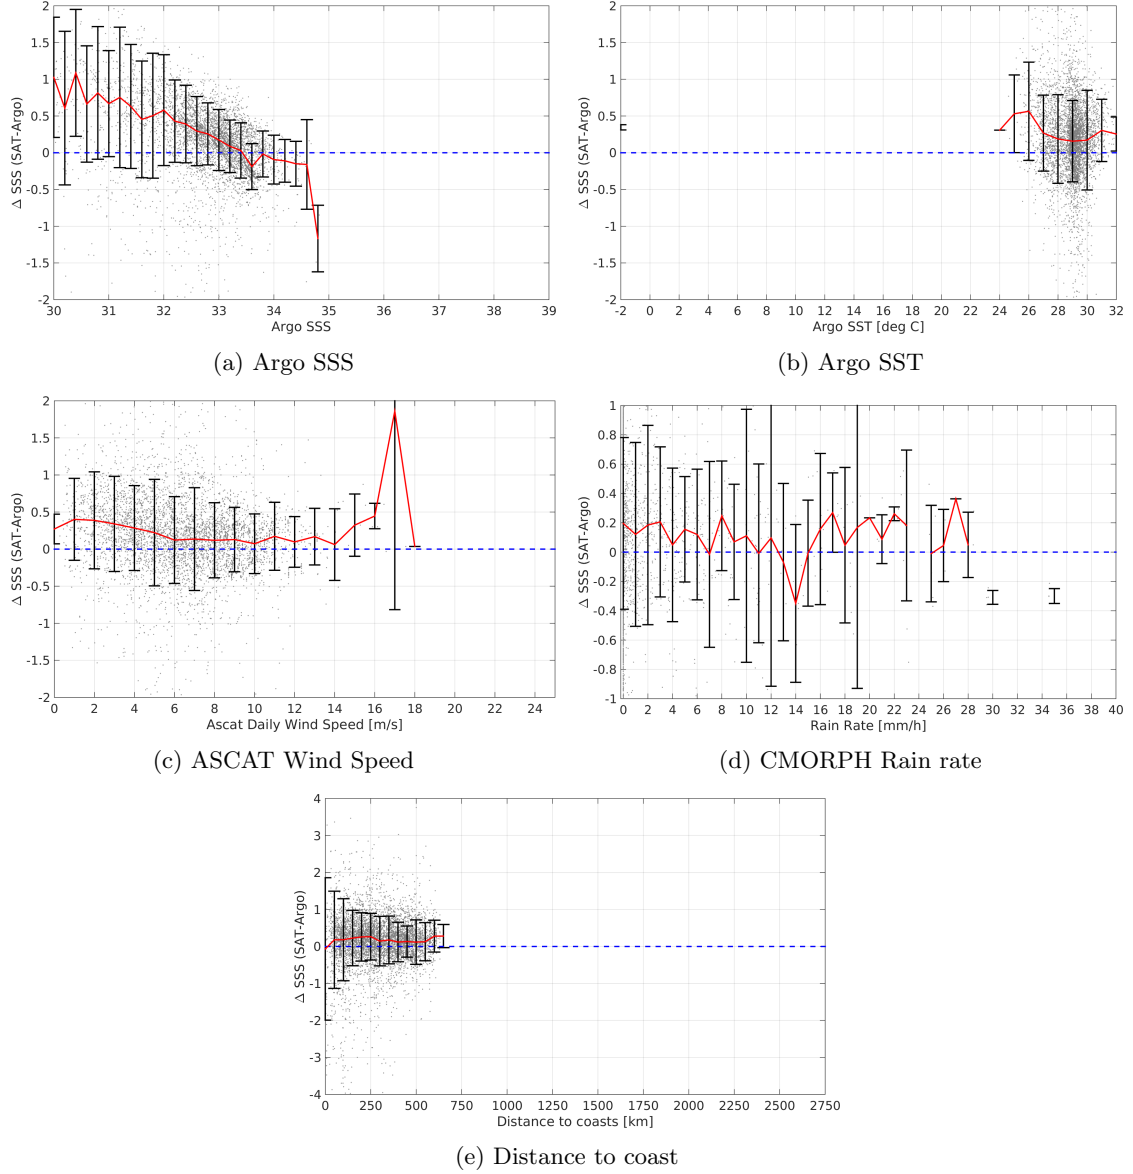 2
1.5
1
0.5
0
-0.5
-1
-1.5
-2
Δ SSS (SAT-Argo)
30 31 32 33 34 35 36 37 38 39
Argo SSS
(a) Argo SSS
2
1.5
1
0.5
0
-0.5
-1
-1.5
-2
Δ SSS (SAT-Argo)
-2 0 2 4 6 8 10 12 14 16 18 20 22 24 26 28 30 32
Argo SST [deg C]
(b) Argo SST
2
1.5
1
0.5
0
-0.5
-1
-1.5
-2
Δ SSS (SAT-Argo)
0 2 4 6 8 10 12 14 16 18 20 22 24
Ascat Daily Wind Speed [m/s]
(c) ASCAT Wind Speed
1
0.8
0.6
0.4
0.2
0
-0.2
-0.4
-0.6
-0.8
-1
Δ SSS (SAT-Argo)
0 2 4 6 8 10 12 14 16 18 20 22 24 26 28 30 32 34 36 38 40
Rain Rate [mm/h]
(d) CMORPH Rain rate
4
3
2
1
0
-1
-2
-3
-4
Δ SSS (SAT-Argo)
0 250 500 750 1000 1250 1500 1750 2000 2250 2500 2750
Distance to coasts [km]
(e) Distance to coast